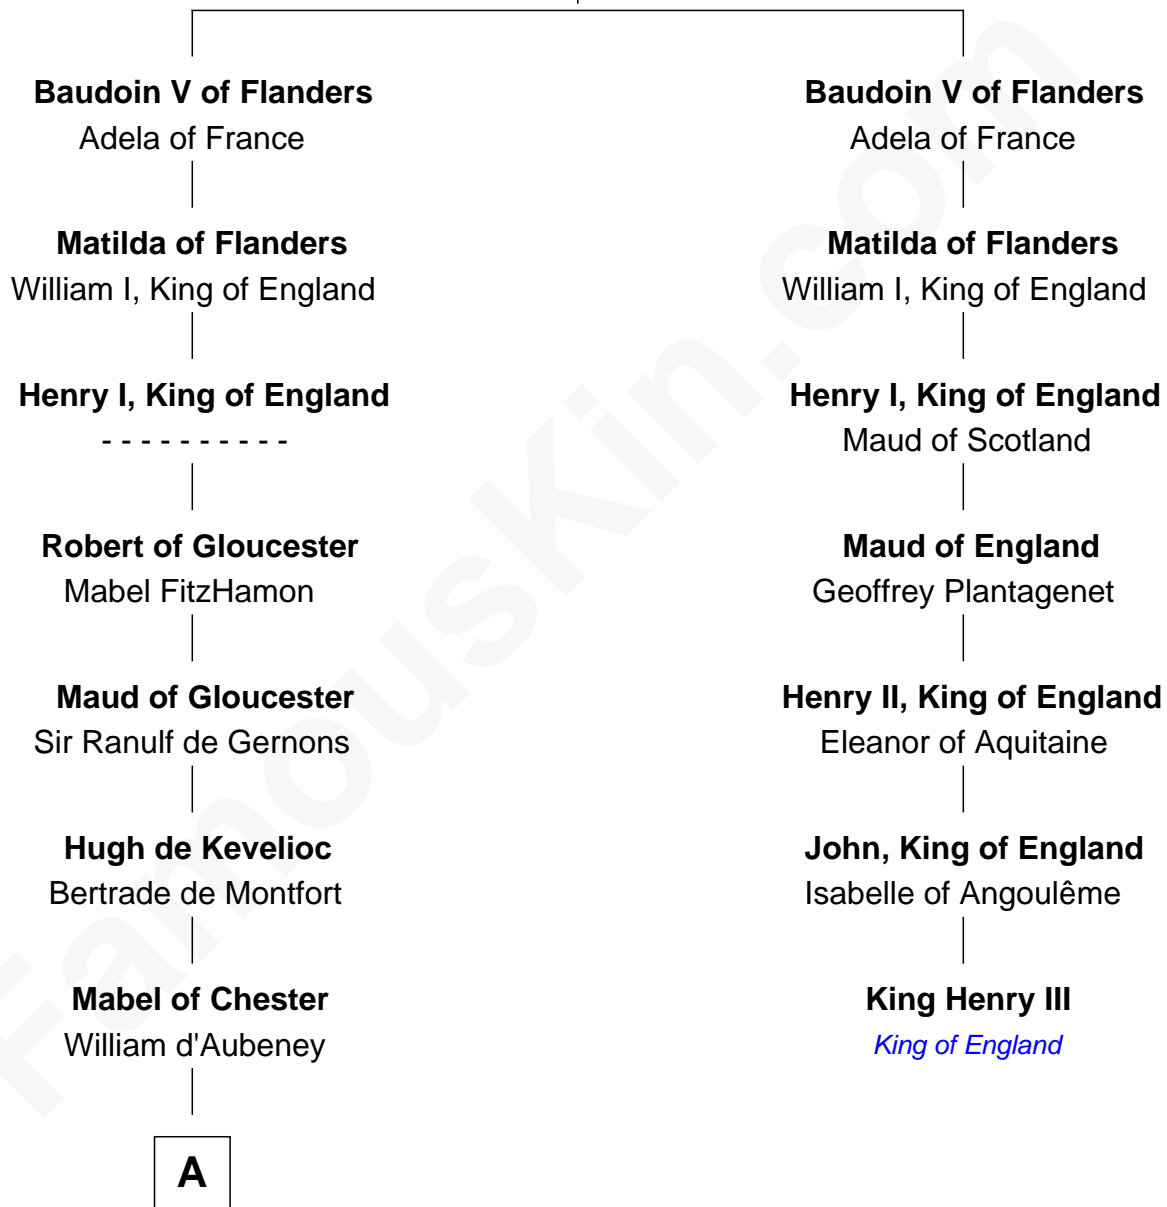 Baudoin V of Flanders
Adela of France
Matilda of Flanders
William I, King of England
Henry I, King of England
- - - - - - - - - -
Robert of Gloucester
Mabel FitzHamon
Maud of Gloucester
Sir Ranulf de Gernons
Hugh de Kevelioc
Bertrade de Montfort
Mabel of Chester
William d'Aubeney
A
Baudoin V of Flanders
Adela of France
Matilda of Flanders
William I, King of England
Henry I, King of England
Maud of Scotland
Maud of England
Geoffrey Plantagenet
Henry II, King of England
Eleanor of Aquitaine
John, King of England
Isabelle of Angoulême
King Henry III
King of England
FamousKin.com